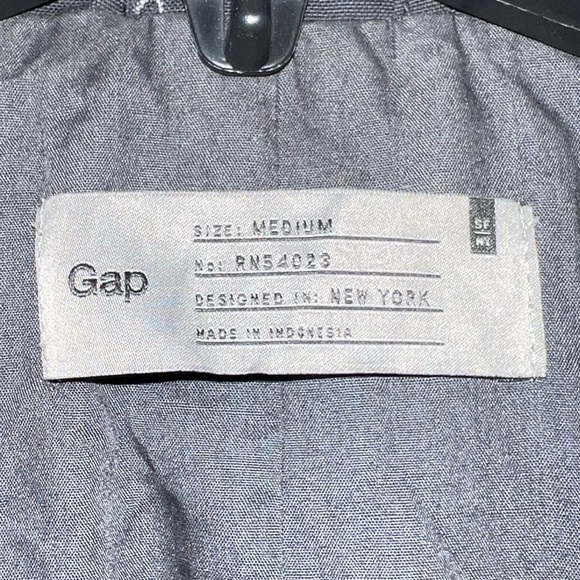 Gap
SIZE: MEDIUM
No: RN54023
DESIGNED IN: NEW YORK
MADE IN INDONESIA
SF
NY